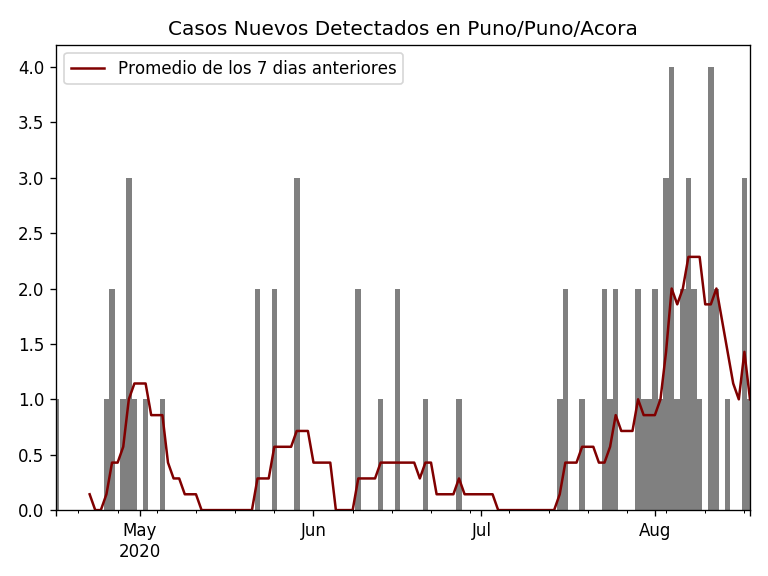 Casos Nuevos Detectados en Puno/Puno/Acora
Promedio de los 7 dias anteriores
4.0
3.5
3.0
2.5
2.0
1.5
1.0
0.5
0.0
May
Jun
Jul
Aug
2020